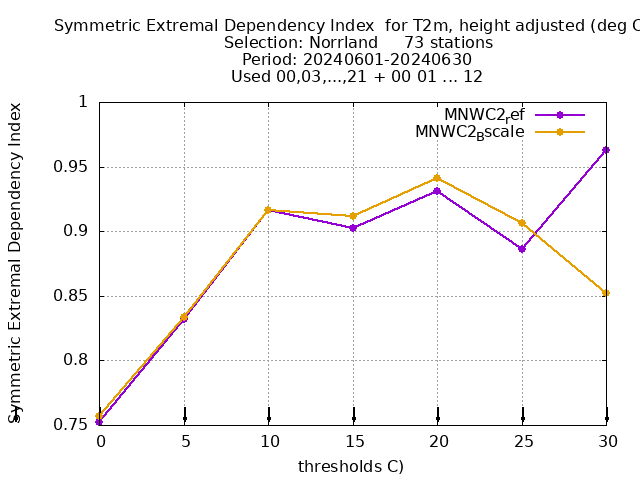 Symmetric Extremal Dependency Index  for T2m, height adjusted (deg C
Selection: Norrland     73 stations
Period: 20240601-20240630
Used 00,03,...,21 + 00 01 ... 12
MNWC2ref
MNWC2Bscale
Symmetric Extremal Dependency Index
1
0.95
0.9
0.85
0.8
0.75
0 5 10 15 20 25 30
thresholds C)